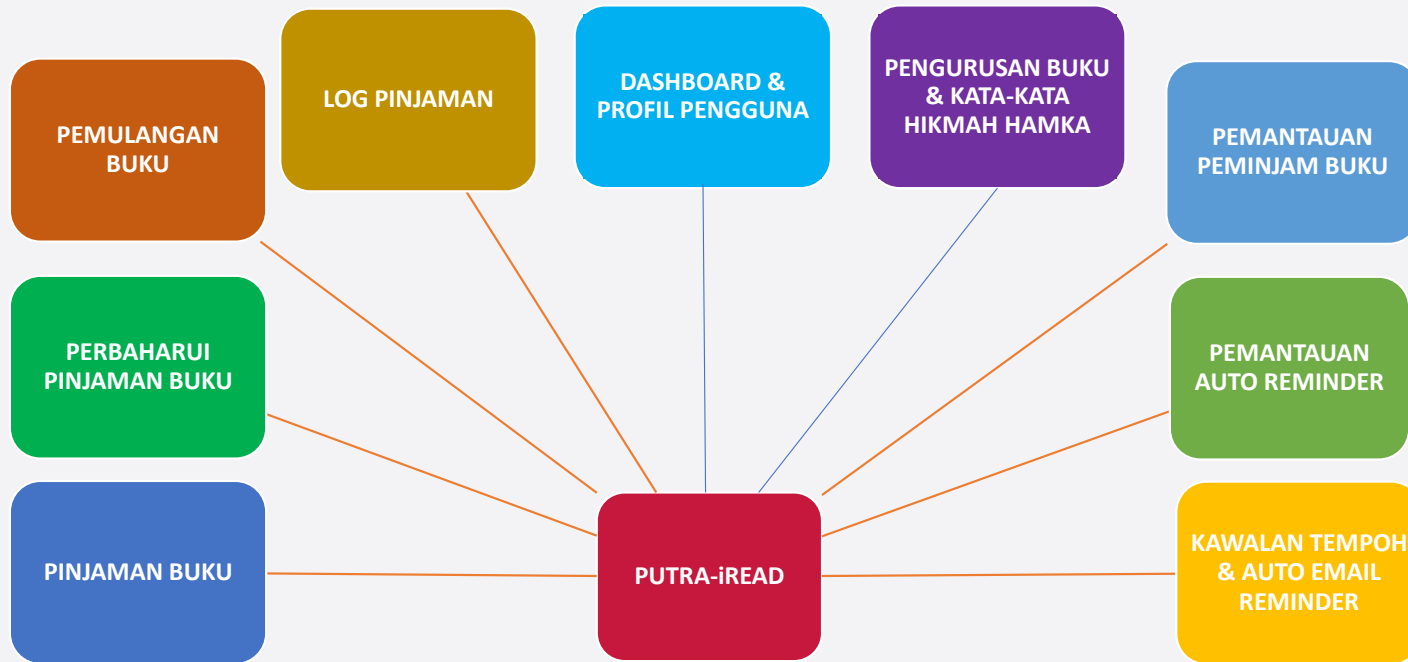 PEMULANGAN
BUKU
LOG PINJAMAN
DASHBOARD &
PROFIL PENGGUNA
PENGURUSAN BUKU
& KATA-KATA
HIKMAH HAMKA
PEMANTAUAN
PEMINJAM BUKU
PERBAHARUI
PINJAMAN BUKU
PEMANTAUAN
AUTO REMINDER
PINJAMAN BUKU
PUTRA-iREAD
KAWALAN TEMPOH
& AUTO EMAIL
REMINDER